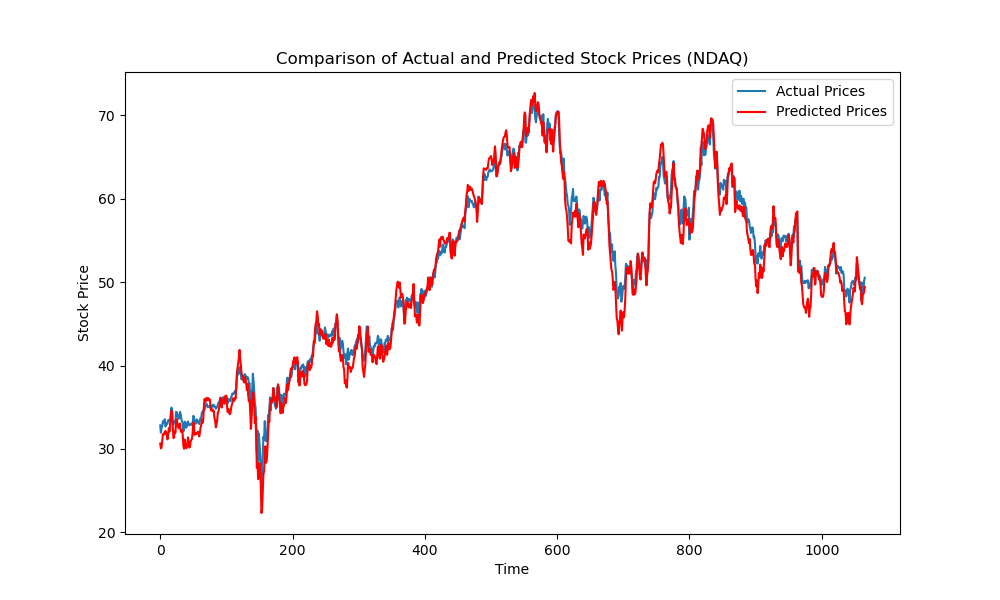 Comparison of Actual and Predicted Stock Prices (NDAQ)
Actual Prices
Predicted Prices
Stock Price
70
60
50
40
30
20
0 200 400 600 800 1000
Time